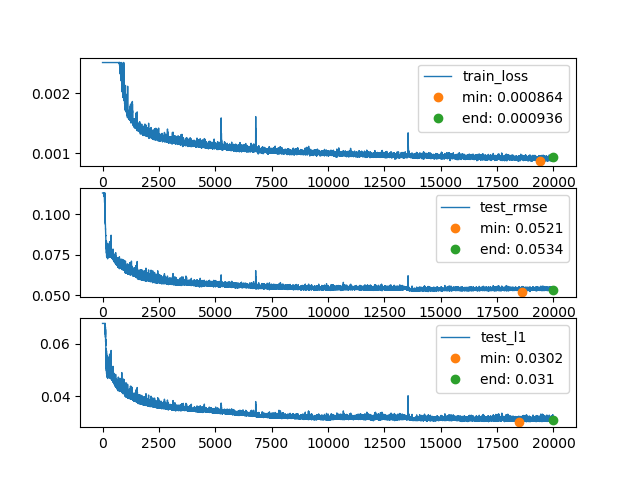 train_loss
min: 0.000864
end: 0.000936
0.002
0.001
0 2500 5000 7500 10000 12500 15000 17500 20000
test_rmse
min: 0.0521
end: 0.0534
0.100
0.075
0.050
0 2500 5000 7500 10000 12500 15000 17500 20000
test_l1
min: 0.0302
end: 0.031
0.06
0.04
0 2500 5000 7500 10000 12500 15000 17500 20000